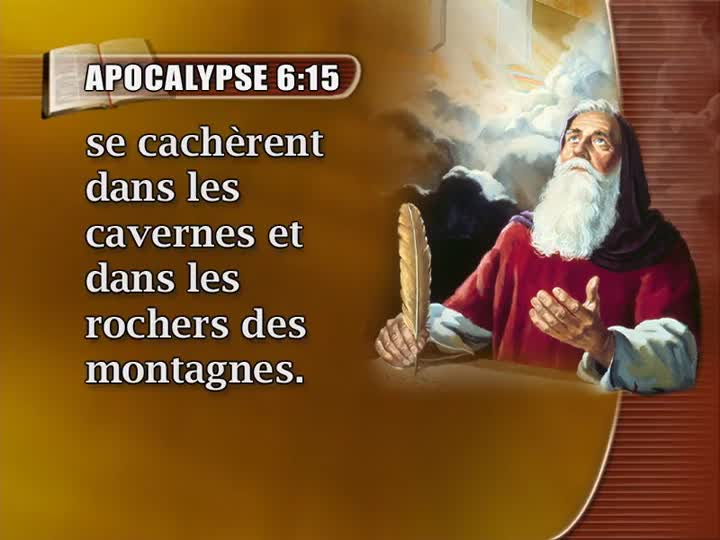 APOCALYPSE 6:15
se cachèrent
dans les
cavernes et
dans les
rochers des
montagnes.